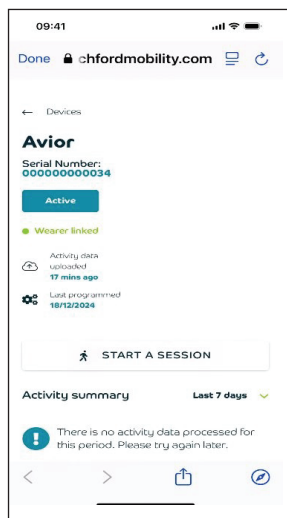 09:41
Done chfordmobility.com
← Devices
Avior
Serial Number:
000000000034
Active
Wearer linked
Activity data
uploaded
17 mins ago
Last programmed
18/12/2024
START A SESSION
Activity summary Last 7 days
There is no activity data processed for
this period. Please try again later.